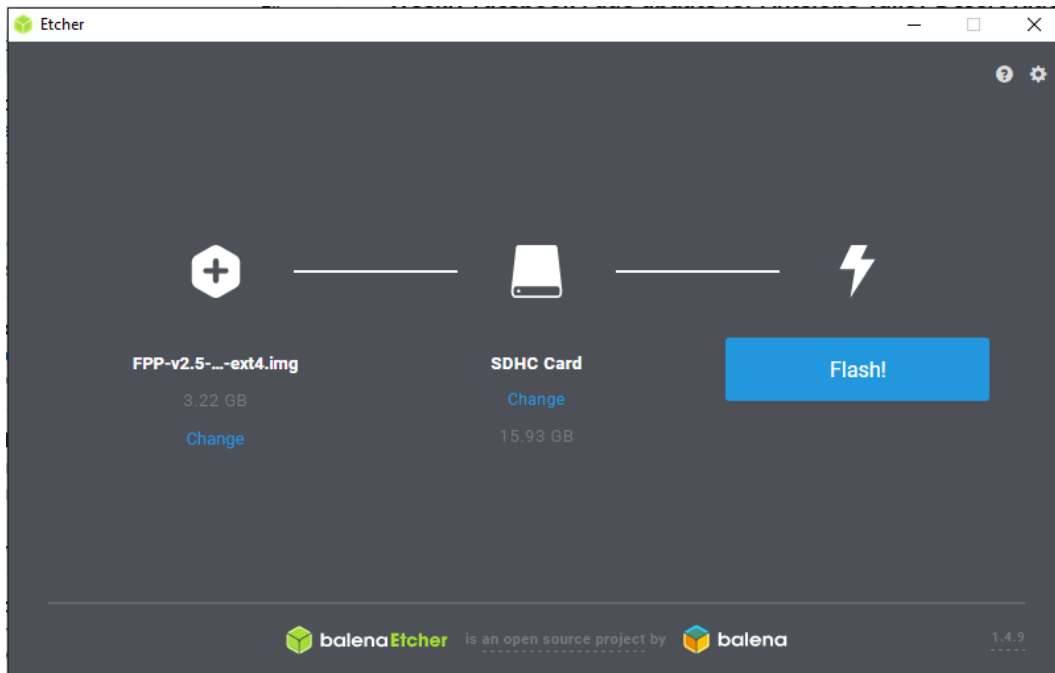 Etcher
FPP-v2.5-...-ext4.img
3.22 GB
Change
SDHC Card
Change
15.93 GB
Flash!
balenaEtcher is an open source project by balena
1.4.9